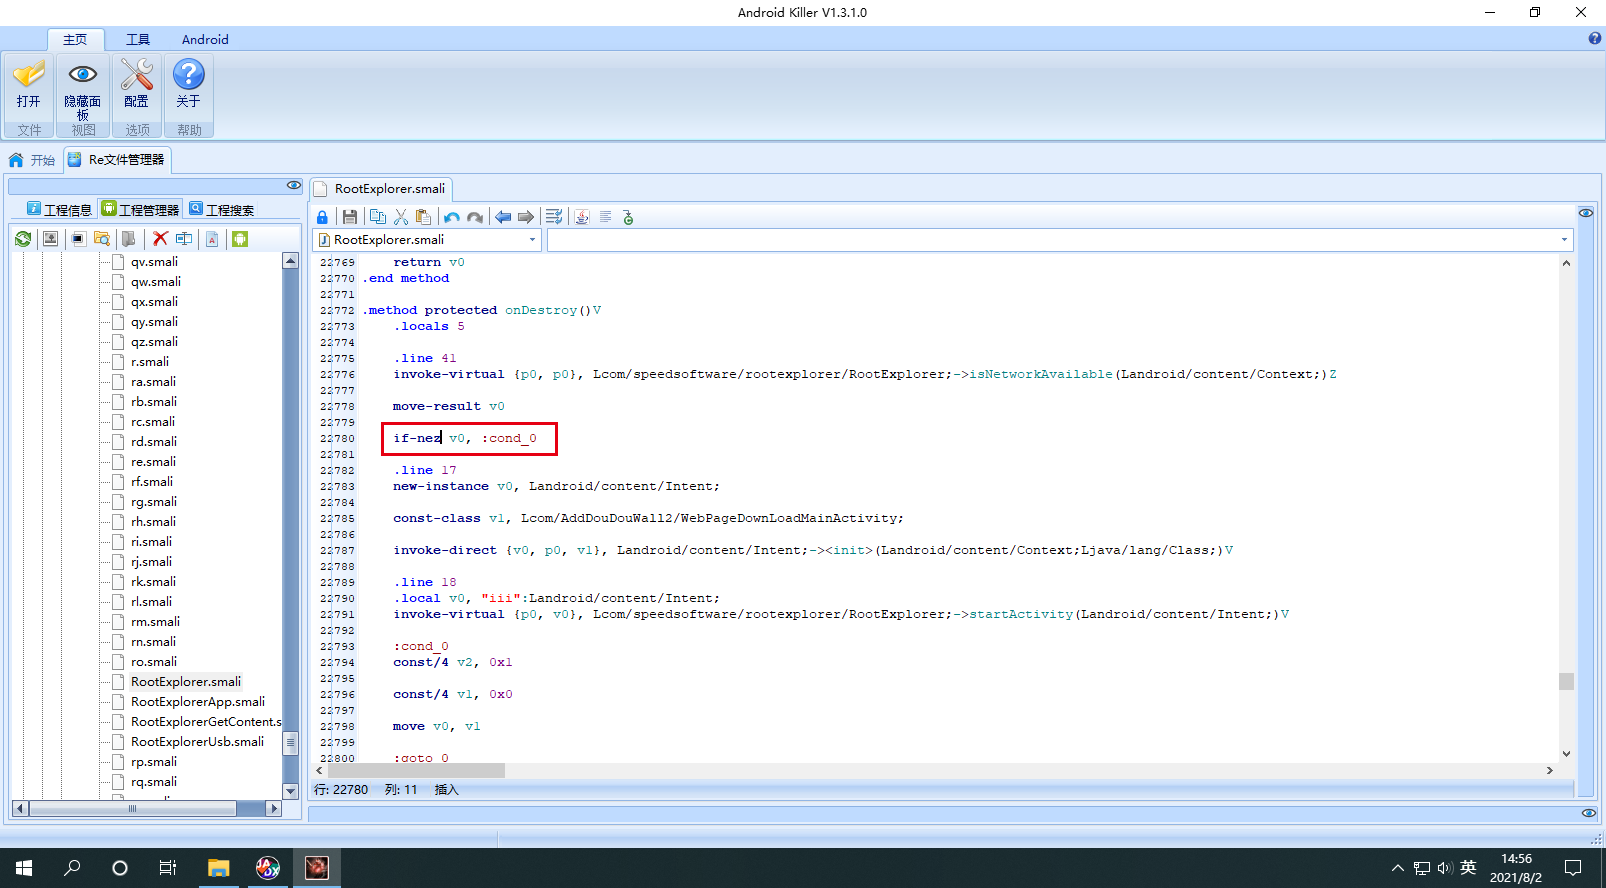 Android Killer V1.3.1.0
主页 工具 Android
打开 隐藏面板 配置 关于
文件 视图 选项 帮助
开始 Re文件管理器
工程信息 工程管理器 工程搜索
qv.smali
qw.smali
qx.smali
qy.smali
qz.smali
r.smali
ra.smali
rb.smali
rc.smali
rd.smali
re.smali
rf.smali
rg.smali
rh.smali
ri.smali
rj.smali
rk.smali
rl.smali
rm.smali
rn.smali
ro.smali
RootExplorer.smali
RootExplorerApp.smali
RootExplorerGetContent.s
RootExplorerUsb.smali
rp.smali
rq.smali
RootExplorer.smali
RootExplorer.smali
22769 return v0
22770 .end method
22771
22772 .method protected onDestroy()V
22773 .locals 5
22774
22775 .line 41
22776 invoke-virtual {p0, p0}, Lcom/speedsoftware/rootexplorer/RootExplorer;->isNetworkAvailable(Landroid/content/Context;)Z
22777
22778 move-result v0
22779
22780 if-nez v0, :cond_0
22781
22782 .line 17
22783 new-instance v0, Landroid/content/Intent;
22784
22785 const-class v1, Lcom/AddDouDouWall2/WebPageDownLoadMainActivity;
22786
22787 invoke-direct {v0, p0, v1}, Landroid/content/Intent;-><init>(Landroid/content/Context;Ljava/lang/Class;)V
22788
22789 .line 18
22790 .local v0, "iii":Landroid/content/Intent;
22791 invoke-virtual {p0, v0}, Lcom/speedsoftware/rootexplorer/RootExplorer;->startActivity(Landroid/content/Intent;)V
22792
22793 :cond_0
22794 const/4 v2, 0x1
22795
22796 const/4 v1, 0x0
22797
22798 move v0, v1
22799
22800 :goto_0
行: 22780 列: 11 插入
英
14:56
2021/8/2